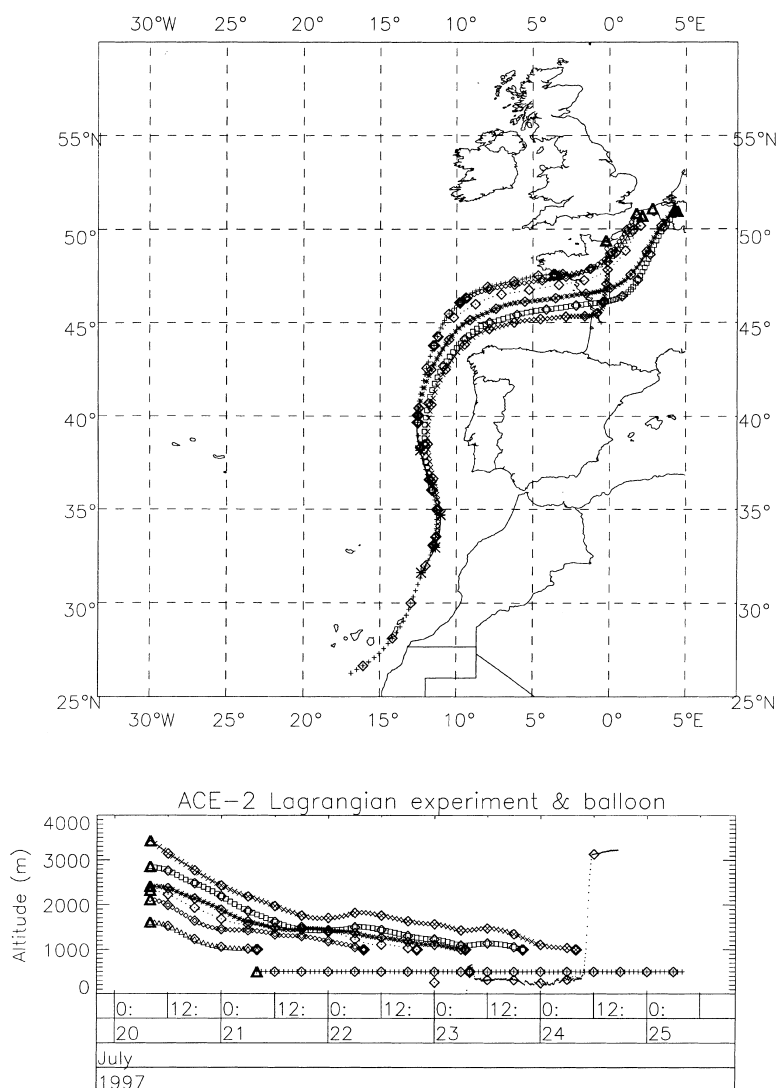 30°W 25° 20° 15° 10° 5° 0° 5°E
55°N 55°N
50° 50°
45° 45°
40° 40°
35° 35°
30° 30°
25°N 25°N
30°W 25° 20° 15° 10° 5° 0° 5°E
ACE-2 Lagrangian experiment & balloon
Altitude (m)
4000
3000
2000
1000
0
0: 12: 0: 12: 0: 12: 0: 12: 0: 12: 0:
20 21 22 23 24 25
July
1997